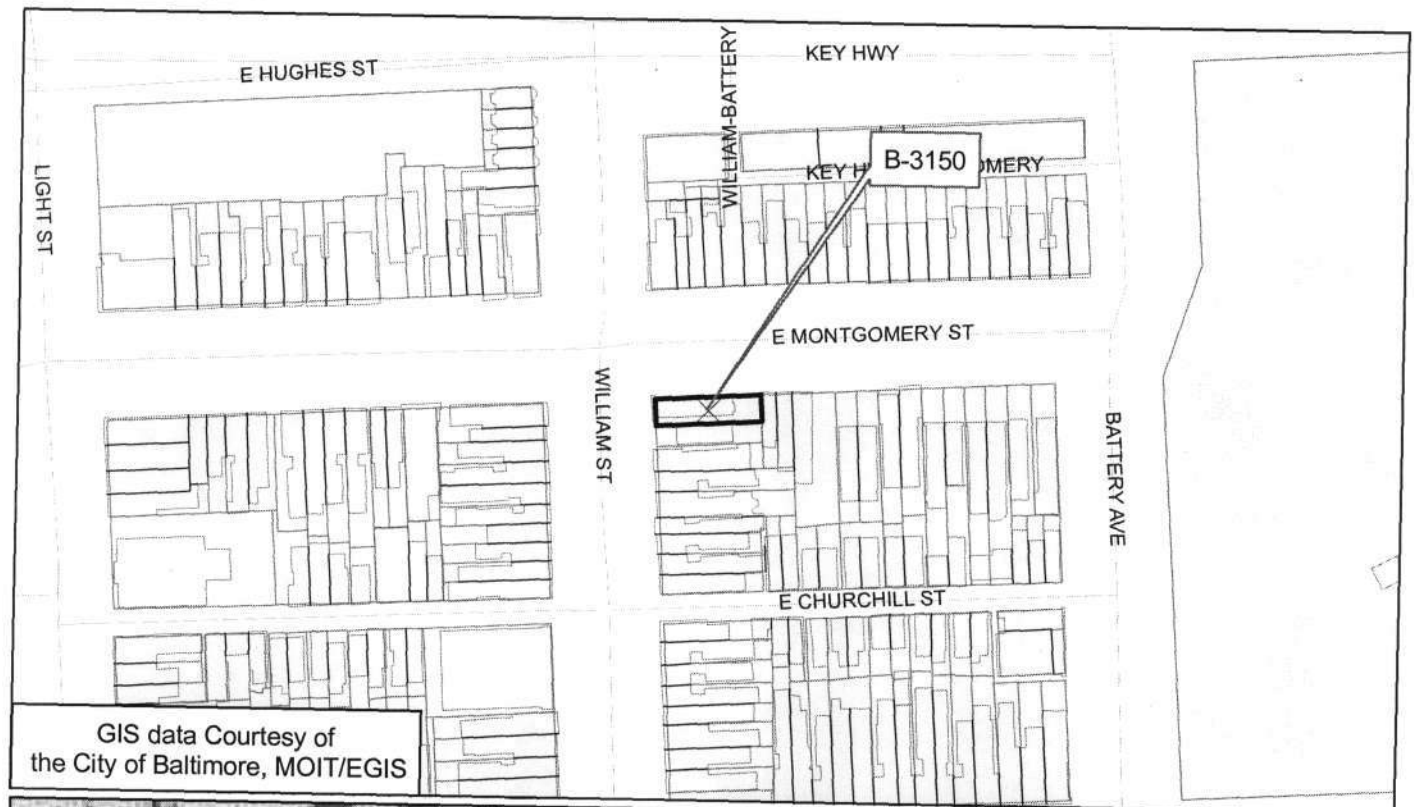 E HUGHES ST
KEY HWY
WILLIAM-BATTERY
B-3150
KEY H OMERY
LIGHT ST
E MONTGOMERY ST
WILLIAM ST
BATTERY AVE
E CHURCHILL ST
GIS data Courtesy of
the City of Baltimore, MOIT/EGIS